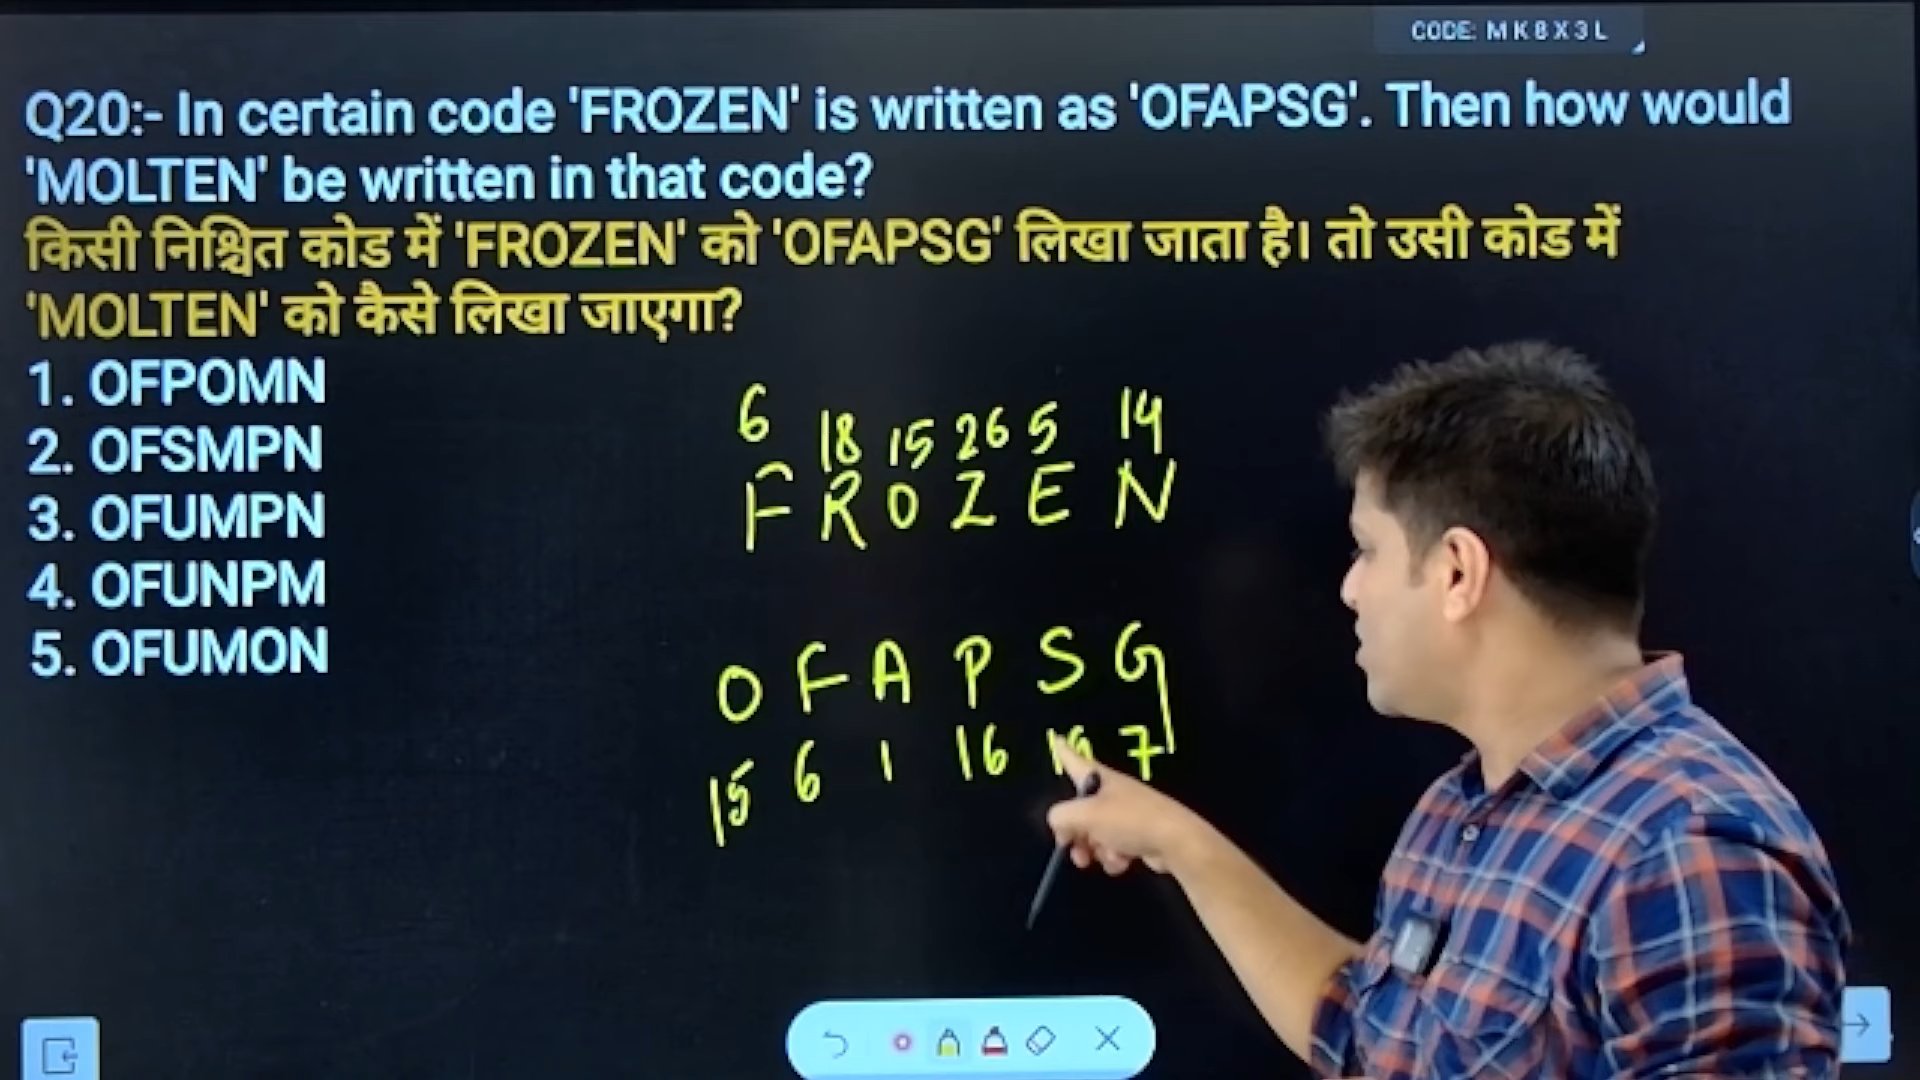 CODE: MK8X3L
Q20:- In certain code 'FROZEN' is written as 'OFAPSG'. Then how would
'MOLTEN' be written in that code?
किसी निश्चित कोड में 'FROZEN' को 'OFAPSG' लिखा जाता है। तो उसी कोड में
'MOLTEN' को कैसे लिखा जाएगा?
1. OFPOMN
2. OFSMPN
3. OFUMPN
4. OFUNPM
5. OFUMON
6 18 15 26 5 14
F R O Z E N
O F A P S G
15 6 1 16 7